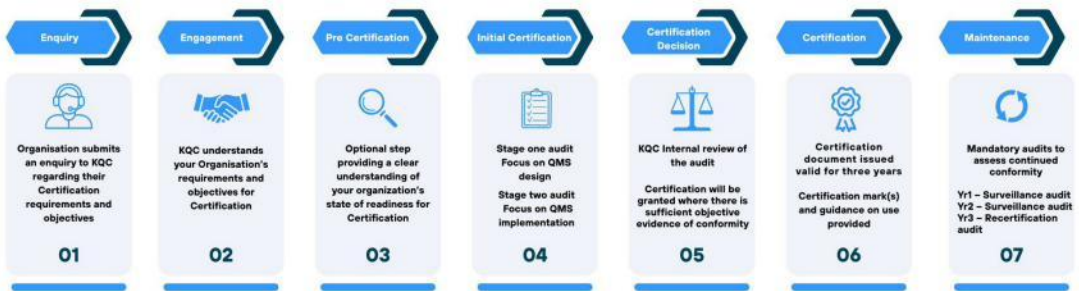 Enquiry
Organisation submits
an enquiry to KQC
regarding their
Certification
requirements and
objectives
01
Engagement
KQC understands
your Organisation's
requirements and
objectives for
Certification
02
Pre Certification
Optional step
providing a clear
understanding of
your organization's
state of readiness for
Certification
03
Initial Certification
Stage one audit
Focus on QMS
design
Stage two audit
Focus on QMS
implementation
04
Certification
Decision
KQC Internal review of
the audit
Certification will be
granted where there is
sufficient objective
evidence of conformity
05
Certification
Certification
document issued
valid for three years
Certification mark(s)
and guidance on use
provided
06
Maintenance
Mandatory audits to
assess continued
conformity
Yr1 – Surveillance audit
Yr2 – Surveillance audit
Yr3 – Recertification
audit
07